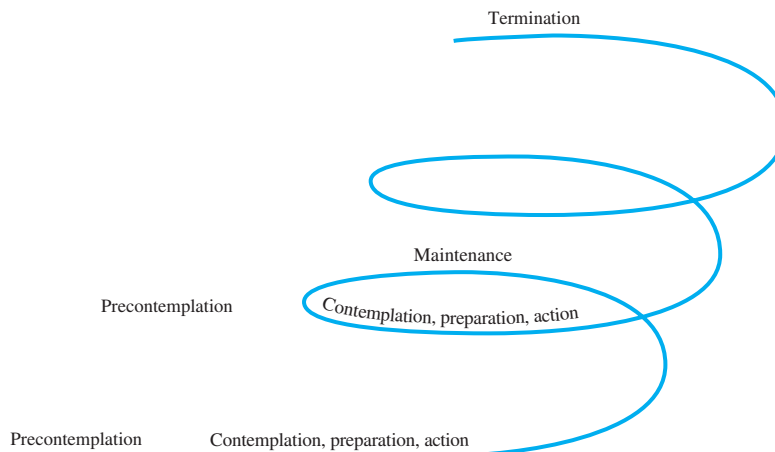 Termination
Maintenance
Precontemplation
Contemplation, preparation, action
Precontemplation
Contemplation, preparation, action